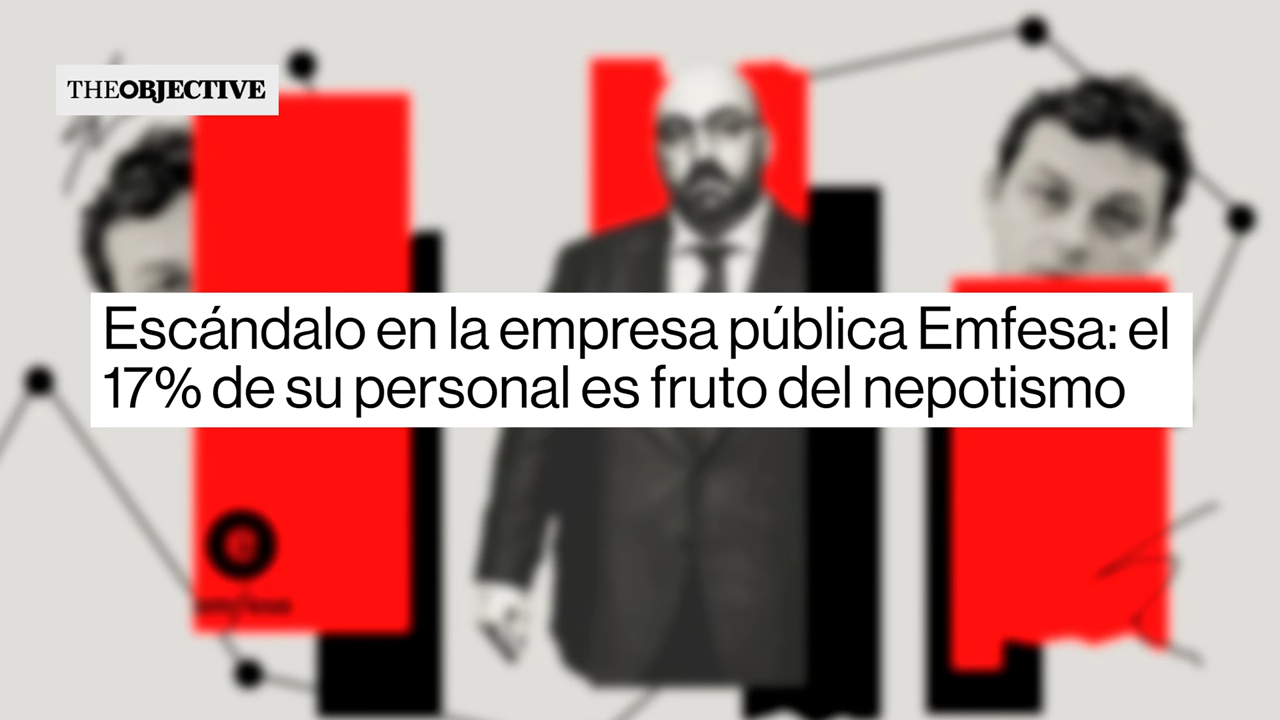 THEOBJECTIVE
Escándalo en la empresa pública Emfesa: el
17% de su personal es fruto del nepotismo